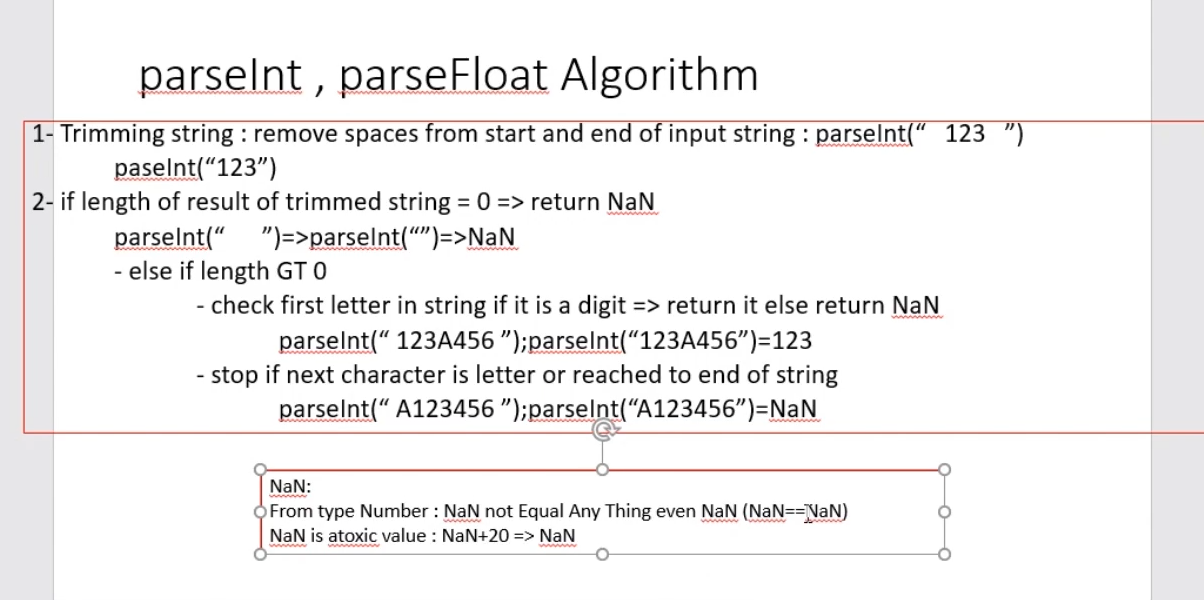 parseInt , parseFloat Algorithm
1- Trimming string : remove spaces from start and end of input string : parseInt(“   123   ”)
paseInt(“123”)
2- if length of result of trimmed string = 0 => return NaN
parseInt(“     ”)=>parseInt(“”)=>NaN
- else if length GT 0
- check first letter in string if it is a digit => return it else return NaN
parseInt(“ 123A456 ”);parseInt(“123A456”)=123
- stop if next character is letter or reached to end of string
parseInt(“ A123456 ”);parseInt(“A123456”)=NaN
NaN:
From type Number : NaN not Equal Any Thing even NaN (NaN==NaN)
NaN is atoxic value : NaN+20 => NaN